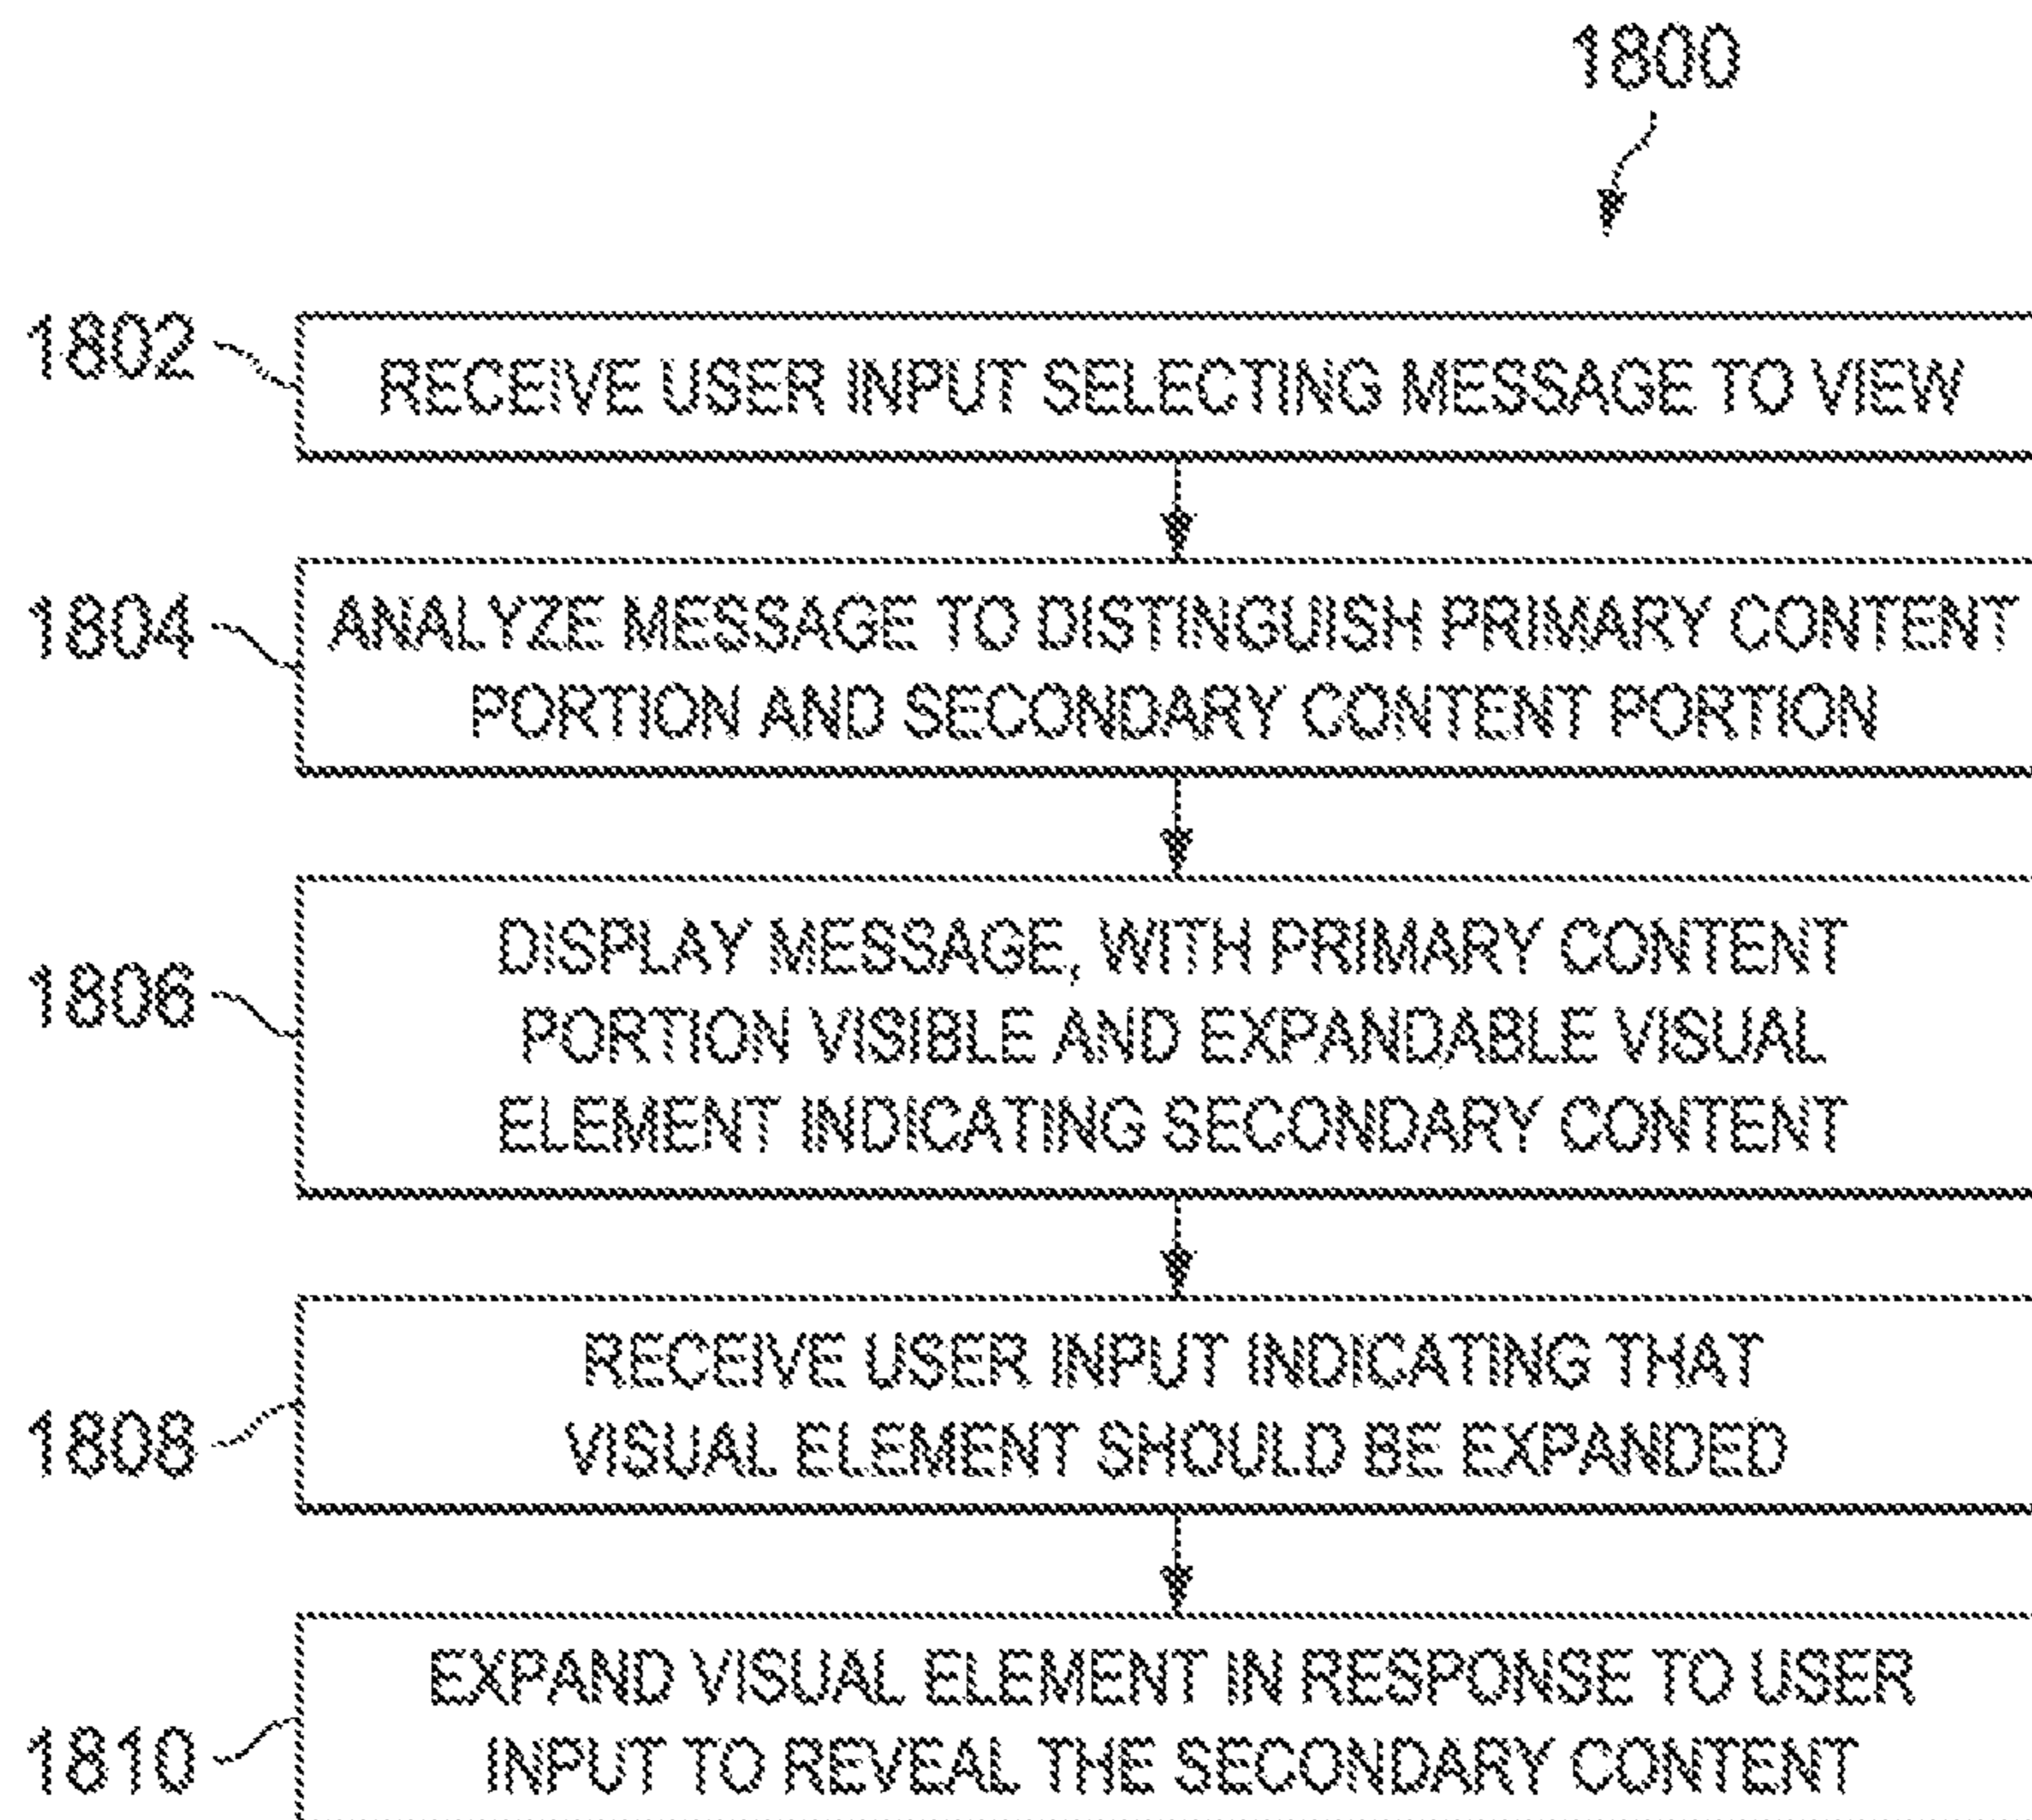 1800
1802
RECEIVE USER INPUT SELECTING MESSAGE TO VIEW
1804
ANALYZE MESSAGE TO DISTINGUISH PRIMARY CONTENT
PORTION AND SECONDARY CONTENT PORTION
1806
DISPLAY MESSAGE, WITH PRIMARY CONTENT
PORTION VISIBLE AND EXPANDABLE VISUAL
ELEMENT INDICATING SECONDARY CONTENT
1808
RECEIVE USER INPUT INDICATING THAT
VISUAL ELEMENT SHOULD BE EXPANDED
1810
EXPAND VISUAL ELEMENT IN RESPONSE TO USER
INPUT TO REVEAL THE SECONDARY CONTENT